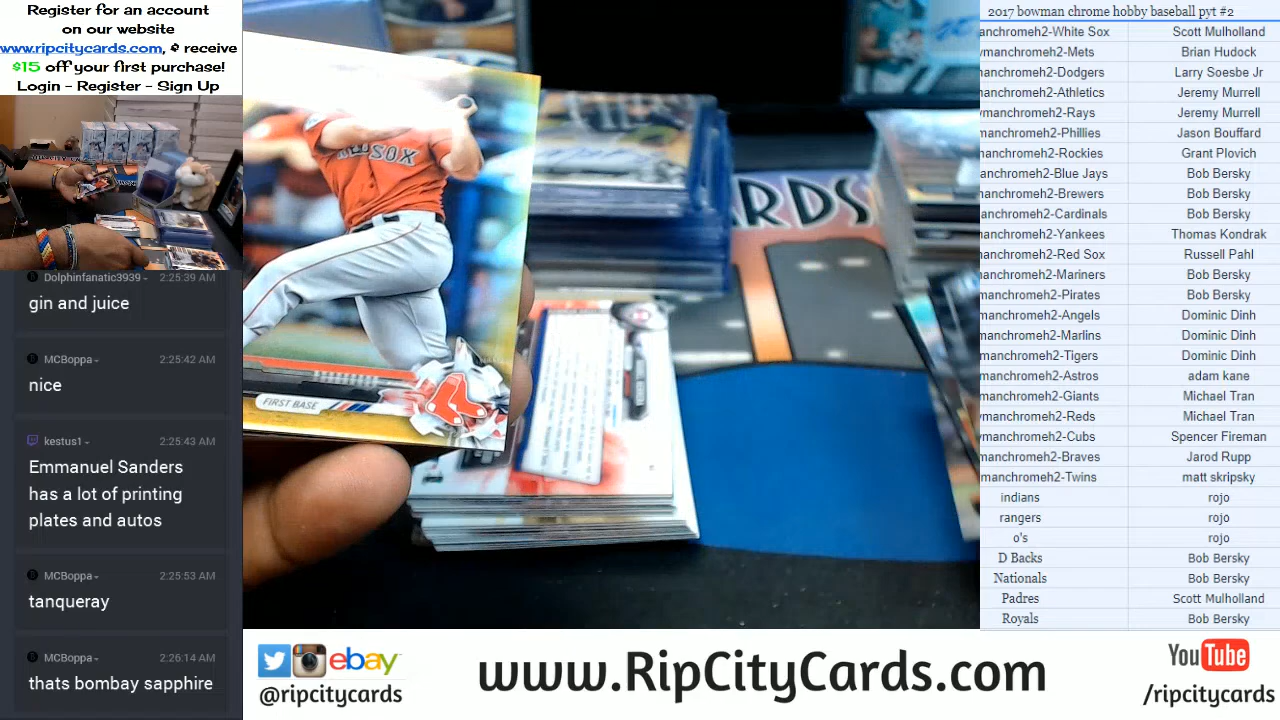 Register for an account
on our website
www.ripcitycards.com, & receive
$15 off your first purchase!
Login - Register - Sign Up
Dolphinfanatic3939 2:25:39 AM
gin and juice
MCBoppa 2:25:42 AM
nice
kestus1 2:25:43 AM
Emmanuel Sanders
has a lot of printing
plates and autos
MCBoppa 2:25:53 AM
tanqueray
MCBoppa 2:26:14 AM
thats bombay sapphire
RED SOX
FIRST BASE
ARDS
2017 bowman chrome hobby baseball pyt #2
manchromeh2-White Sox Scott Mulholland
manchromeh2-Mets Brian Hudock
manchromeh2-Dodgers Larry Soesbe Jr
manchromeh2-Athletics Jeremy Murrell
manchromeh2-Rays Jeremy Murrell
manchromeh2-Phillies Jason Bouffard
manchromeh2-Rockies Grant Plovich
manchromeh2-Blue Jays Bob Bersky
manchromeh2-Brewers Bob Bersky
manchromeh2-Cardinals Bob Bersky
manchromeh2-Yankees Thomas Kondrak
manchromeh2-Red Sox Russell Pahl
manchromeh2-Mariners Bob Bersky
manchromeh2-Pirates Bob Bersky
manchromeh2-Angels Dominic Dinh
manchromeh2-Marlins Dominic Dinh
manchromeh2-Tigers Dominic Dinh
manchromeh2-Astros adam kane
manchromeh2-Giants Michael Tran
manchromeh2-Reds Michael Tran
manchromeh2-Cubs Spencer Fireman
manchromeh2-Braves Jarod Rupp
manchromeh2-Twins matt skripsky
indians rojo
rangers rojo
o's rojo
D Backs Bob Bersky
Nationals Bob Bersky
Padres Scott Mulholland
Royals Bob Bersky
ebay
@ripcitycards
www.RipCityCards.com
YouTube
/ripcitycards